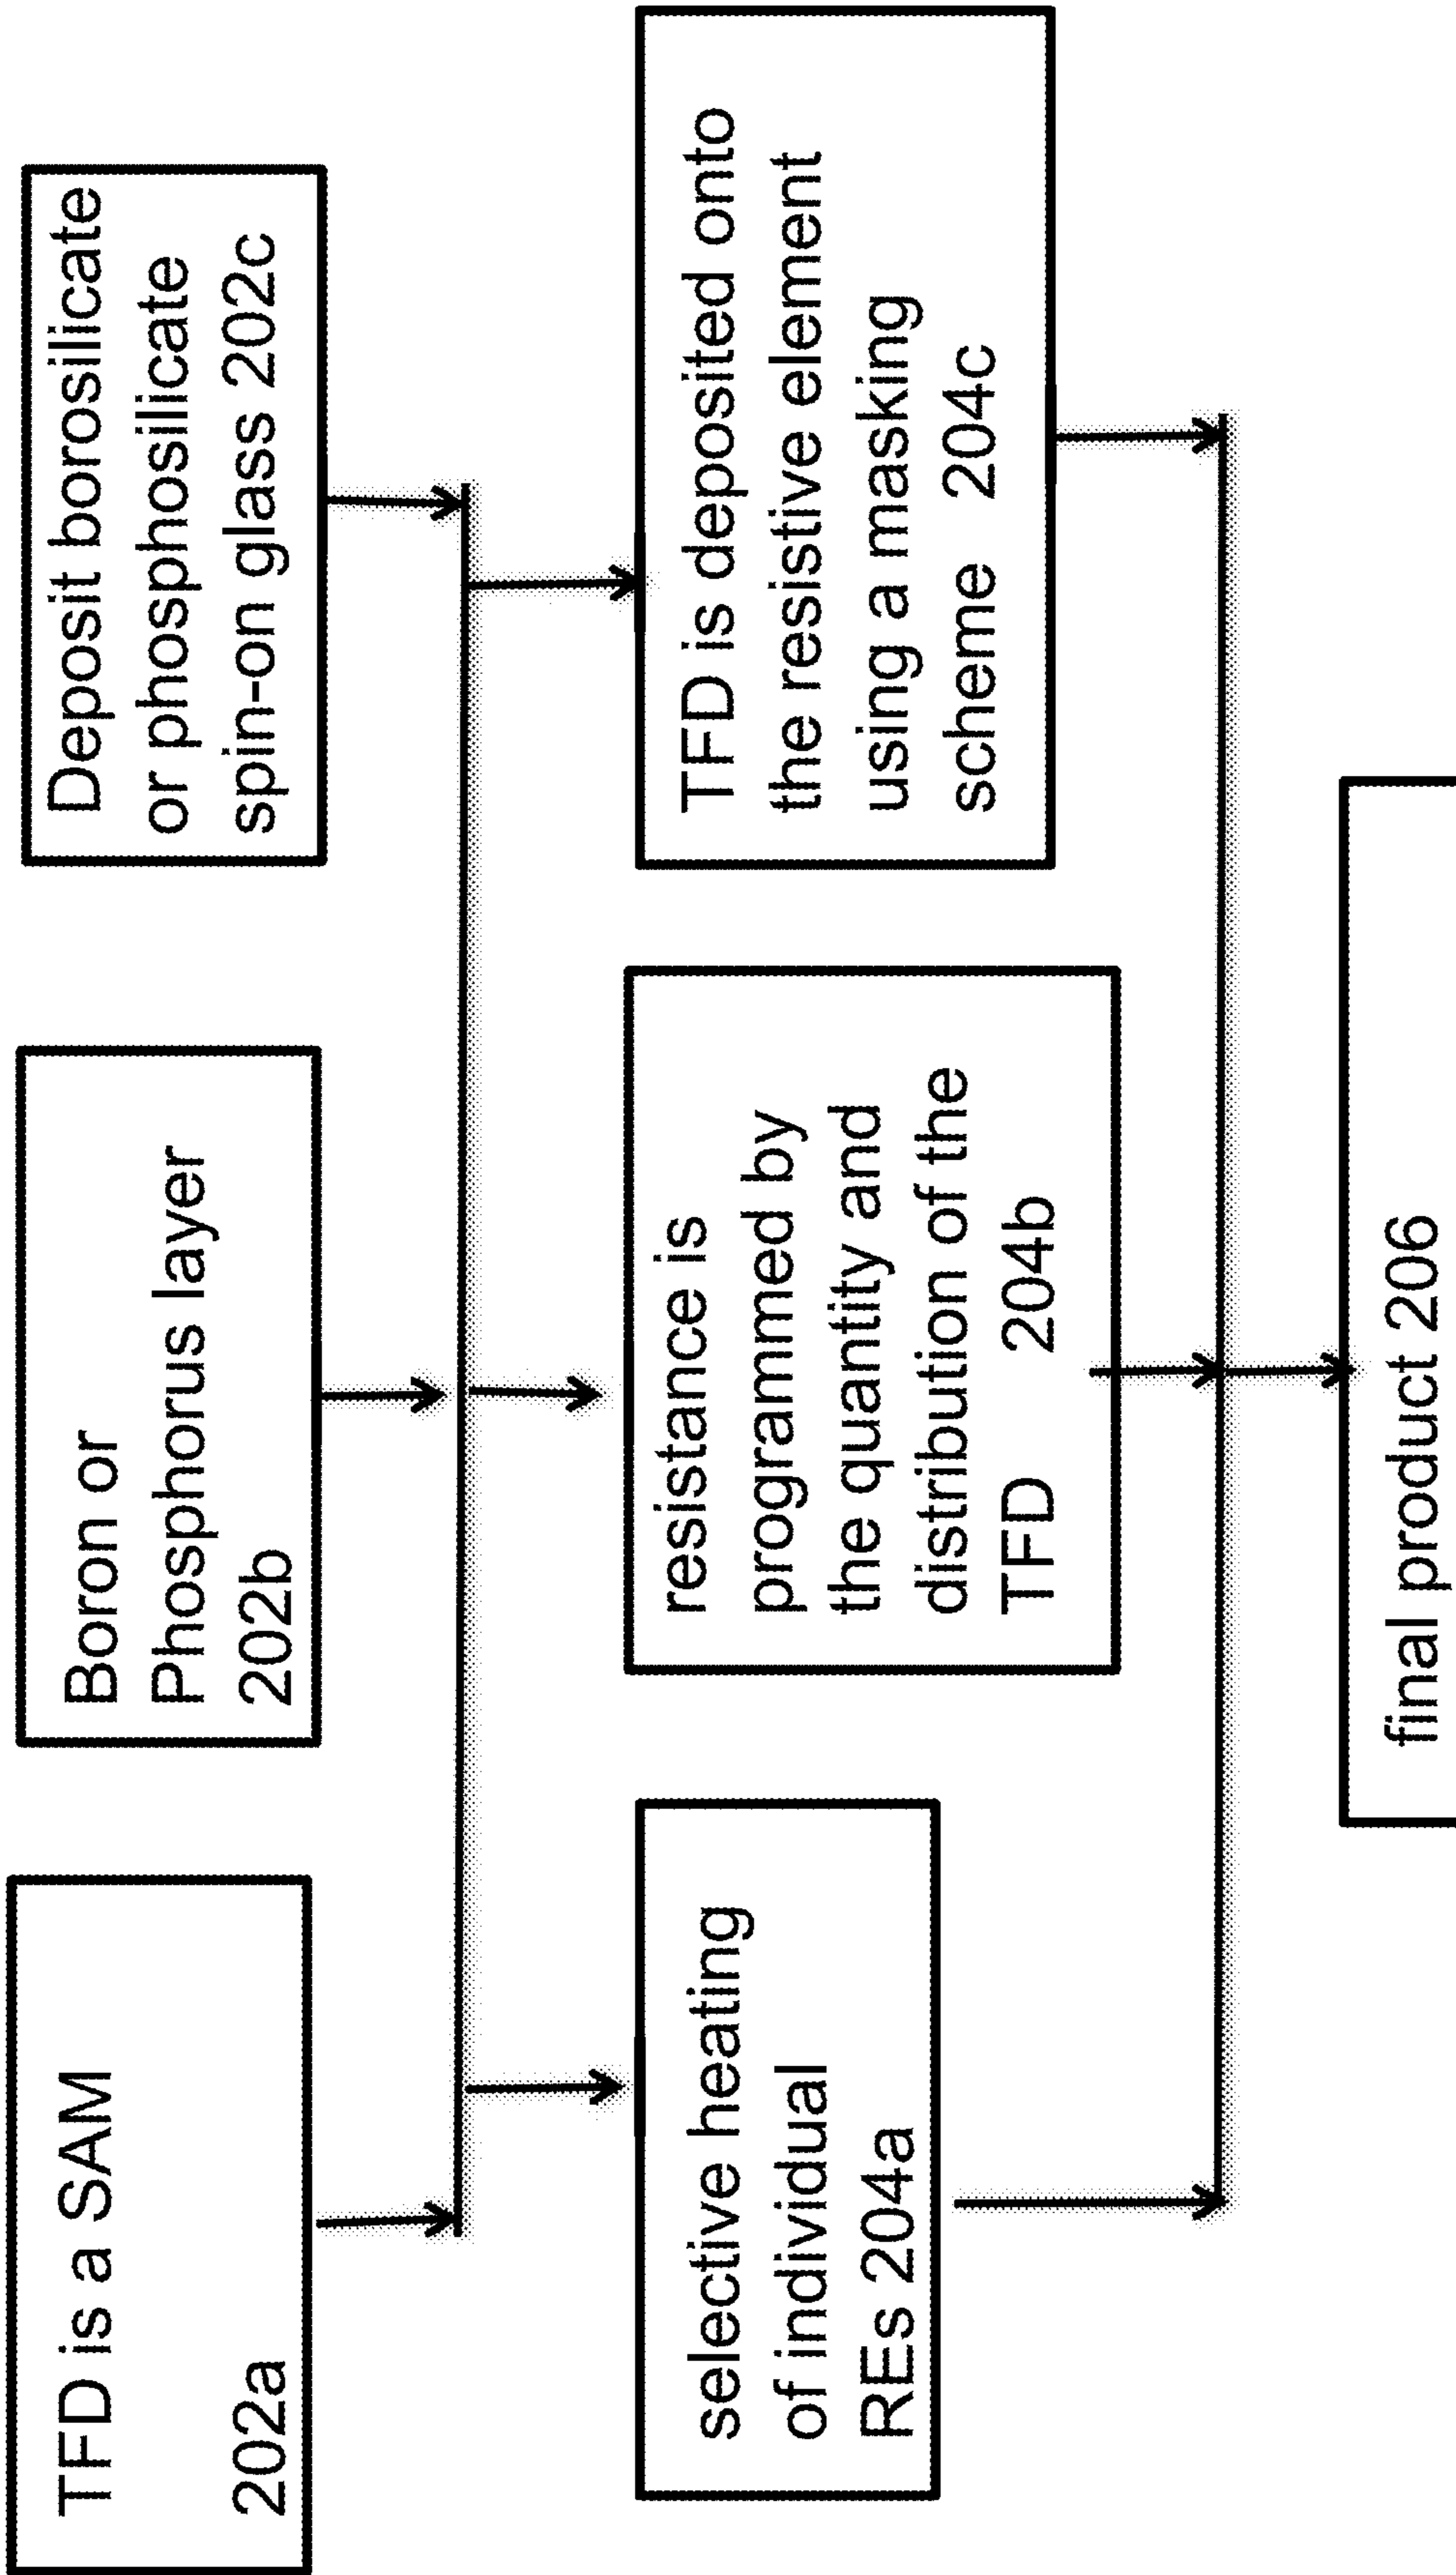 TFD is a SAM
202a
Boron or
Phosphorus layer
202b
Deposit borosilicate
or phosphosillicate
spin-on glass 202c
selective heating
of individual
REs 204a
resistance is
programmed by
the quantity and
distribution of the
TFD 204b
TFD is deposited onto
the resistive element
using a masking
scheme 204c
final product 206